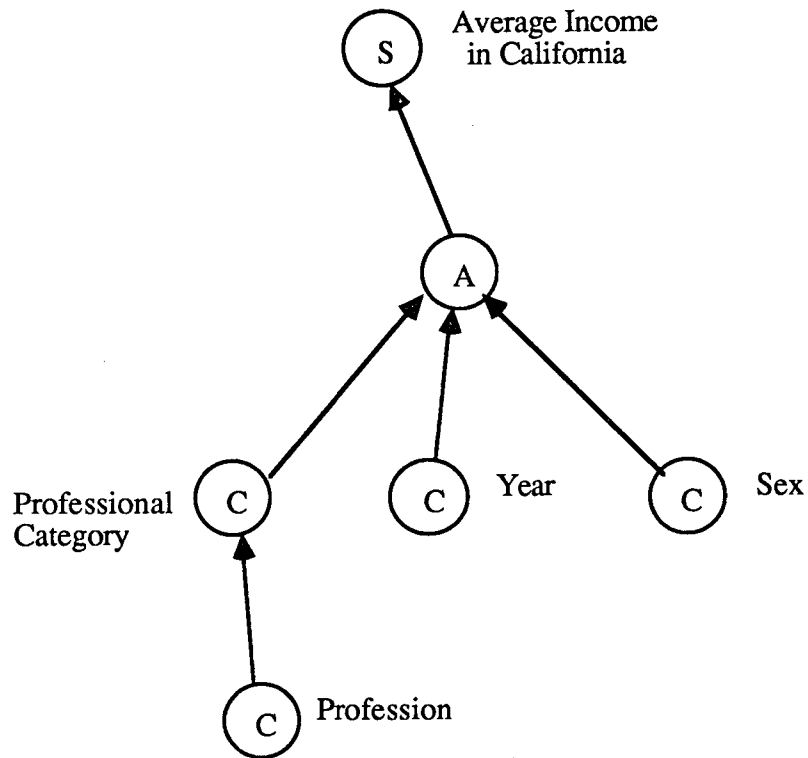 Average Income
in California
S
A
Professional
Category
C
C
Year
C
Sex
C
Profession